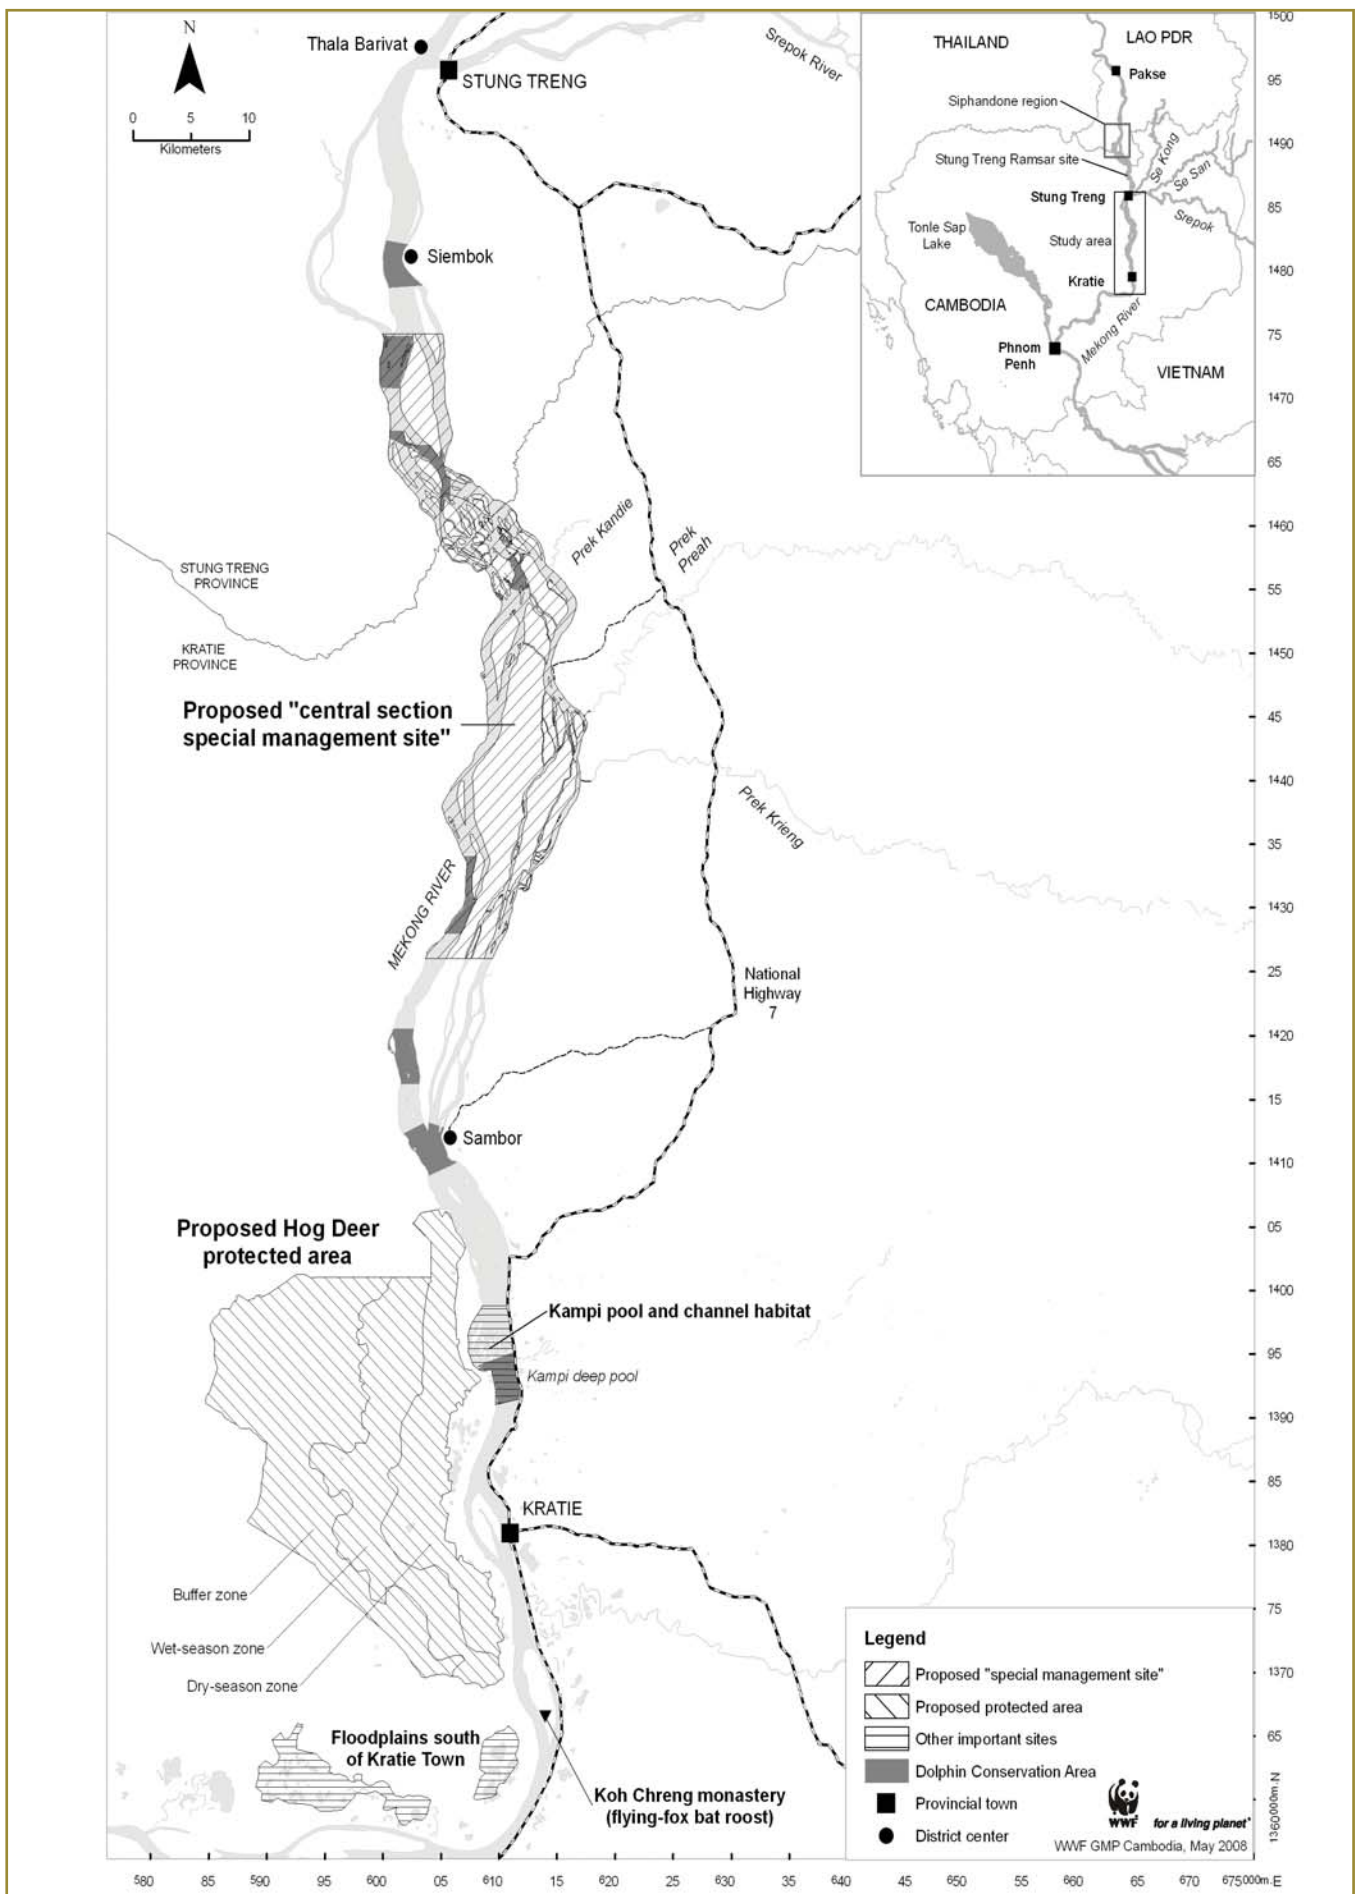 N
0 5 10
Kilometers
Thala Barivat
STUNG TRENG
Srepok River
Siembok
THAILAND
LAO PDR
Pakse
Siphandone region
Stung Treng Ramsar site
Se Kong
Se San
Stung Treng
Srepok
Tonle Sap
Lake
Study area
Kratie
CAMBODIA
Mekong River
Phnom
Penh
VIETNAM
Prek Kandie
Prek
Preah
STUNG TRENG
PROVINCE
KRATIE
PROVINCE
Proposed "central section
special management site"
Prek Krieng
MEKONG RIVER
National
Highway
7
Sambor
Proposed Hog Deer
protected area
Kampi pool and channel habitat
Kampi deep pool
KRATIE
Buffer zone
Wet-season zone
Dry-season zone
Floodplains south
of Kratie Town
Koh Chreng monastery
(flying-fox bat roost)
Legend
Proposed "special management site"
Proposed protected area
Other important sites
Dolphin Conservation Area
Provincial town
District center
WWF
for a living planet®
WWF GMP Cambodia, May 2008
1500
95
1490
85
1480
75
1470
65
1460
55
1450
45
1440
35
1430
25
1420
15
1410
05
1400
95
1390
85
1380
75
1370
65
1360000m.N
580 85 590 95 600 05 610 15 620 25 630 35 640 45 650 55 660 65 670 675000m.E